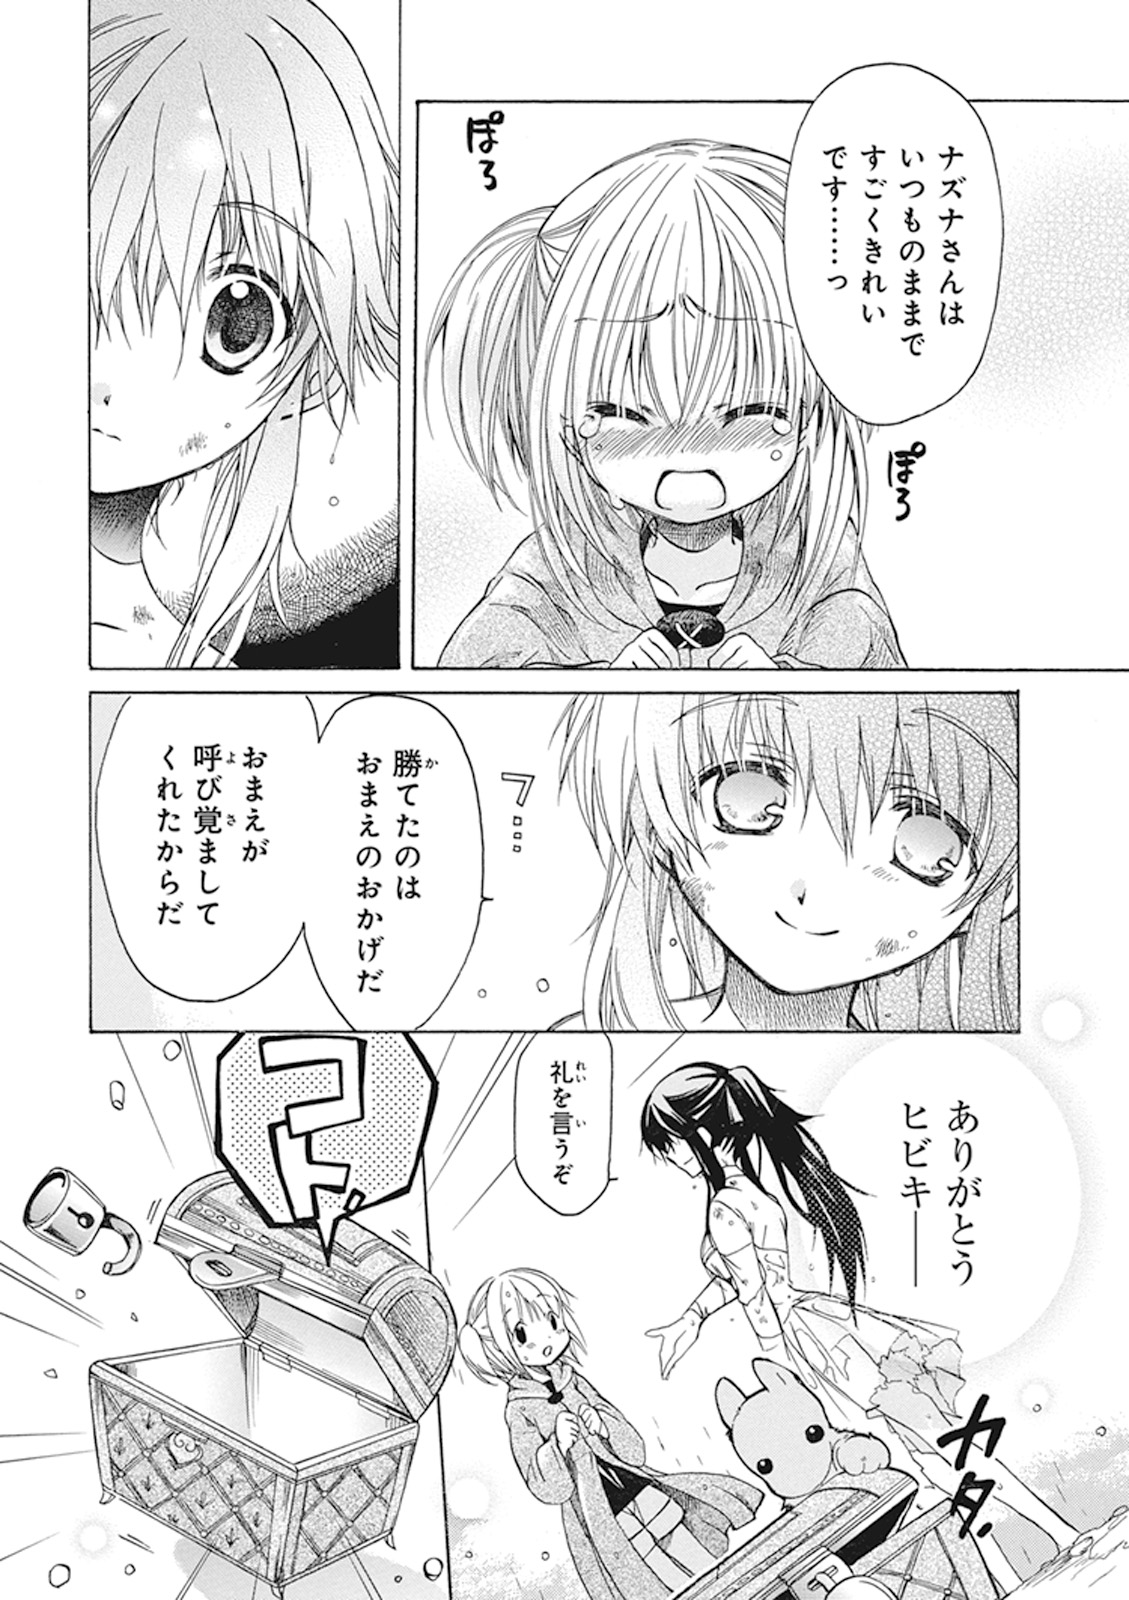 ナズナさんは
いつものままで
すごくきれい
です……っ
ぽろ
ぽろ
フ…
勝てたのは
おまえのおかげだ
おまえが
呼び覚まして
くれたからだ
ありがとう
ヒビキ――
礼を言うぞ
カタ